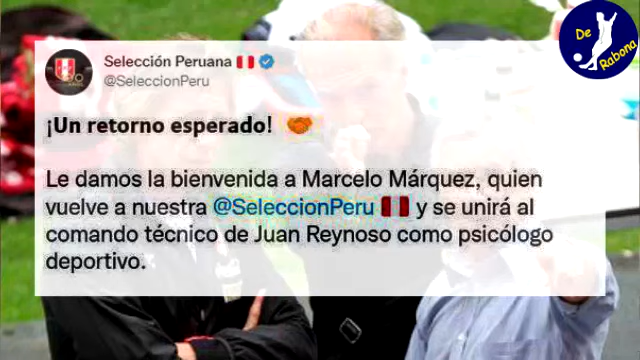 De
Rabona
Selección Peruana 🇵🇪
@SeleccionPeru
¡Un retorno esperado! 🤝
Le damos la bienvenida a Marcelo Márquez, quien
vuelve a nuestra @SeleccionPeru 🇵🇪 y se unirá al
comando técnico de Juan Reynoso como psicólogo
deportivo.